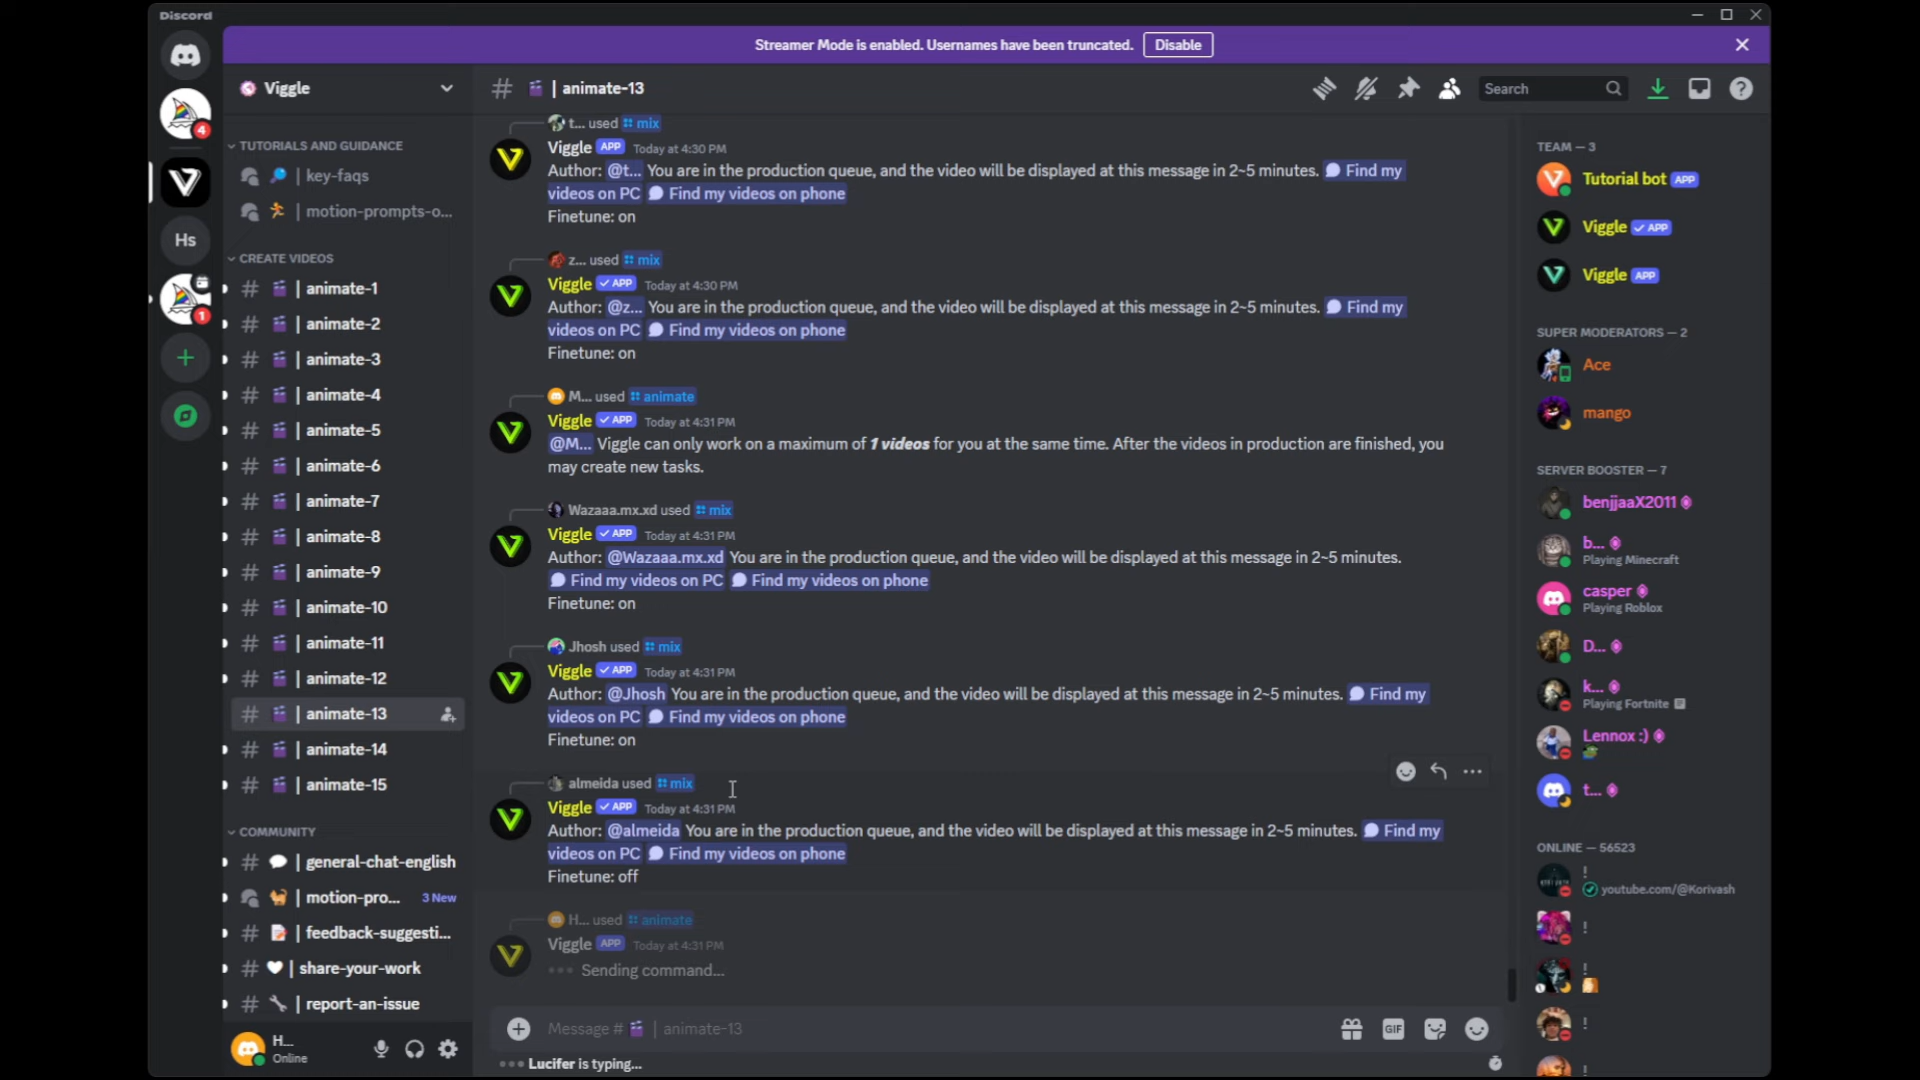 Discord
Streamer Mode is enabled. Usernames have been truncated. Disable
Viggle
TUTORIALS AND GUIDANCE
| key-faqs
| motion-prompts-o...
CREATE VIDEOS
# | animate-1
# | animate-2
# | animate-3
# | animate-4
# | animate-5
# | animate-6
# | animate-7
# | animate-8
# | animate-9
# | animate-10
# | animate-11
# | animate-12
# | animate-13
# | animate-14
# | animate-15
COMMUNITY
# | general-chat-english
| motion-pro... 3 New
# | feedback-suggesti...
# | share-your-work
# | report-an-issue
H...
Online
4
Hs
1
# | animate-13
Search
t... used mix
Viggle APP Today at 4:30 PM
Author: @t... You are in the production queue, and the video will be displayed at this message in 2~5 minutes. Find my
videos on PC Find my videos on phone
Finetune: on
z... used mix
Viggle ✓ APP Today at 4:30 PM
Author: @z... You are in the production queue, and the video will be displayed at this message in 2~5 minutes. Find my
videos on PC Find my videos on phone
Finetune: on
M... used animate
Viggle ✓ APP Today at 4:31 PM
@M... Viggle can only work on a maximum of 1 videos for you at the same time. After the videos in production are finished, you
may create new tasks.
Wazaaa.mx.xd used mix
Viggle ✓ APP Today at 4:31 PM
Author: @Wazaaa.mx.xd You are in the production queue, and the video will be displayed at this message in 2~5 minutes.
Find my videos on PC Find my videos on phone
Finetune: on
Jhosh used mix
Viggle ✓ APP Today at 4:31 PM
Author: @Jhosh You are in the production queue, and the video will be displayed at this message in 2~5 minutes. Find my
videos on PC Find my videos on phone
Finetune: on
almeida used mix
Viggle ✓ APP Today at 4:31 PM
Author: @almeida You are in the production queue, and the video will be displayed at this message in 2~5 minutes. Find my
videos on PC Find my videos on phone
Finetune: off
H... used animate
Viggle APP Today at 4:31 PM
Sending command...
Message # | animate-13
GIF
Lucifer is typing...
TEAM — 3
Tutorial bot APP
Viggle ✓ APP
Viggle APP
SUPER MODERATORS — 2
Ace
mango
SERVER BOOSTER — 7
benjjaaX2011
b...
Playing Minecraft
casper
Playing Roblox
D...
k...
Playing Fortnite
Lennox :)
t...
ONLINE — 56523
!
youtube.com/@Korivash
!
!
!
!